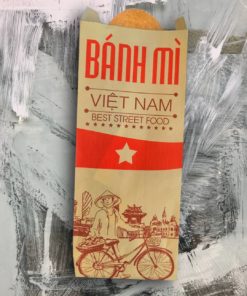 BÁNH MÌ
VIỆT NAM
BEST STREET FOOD